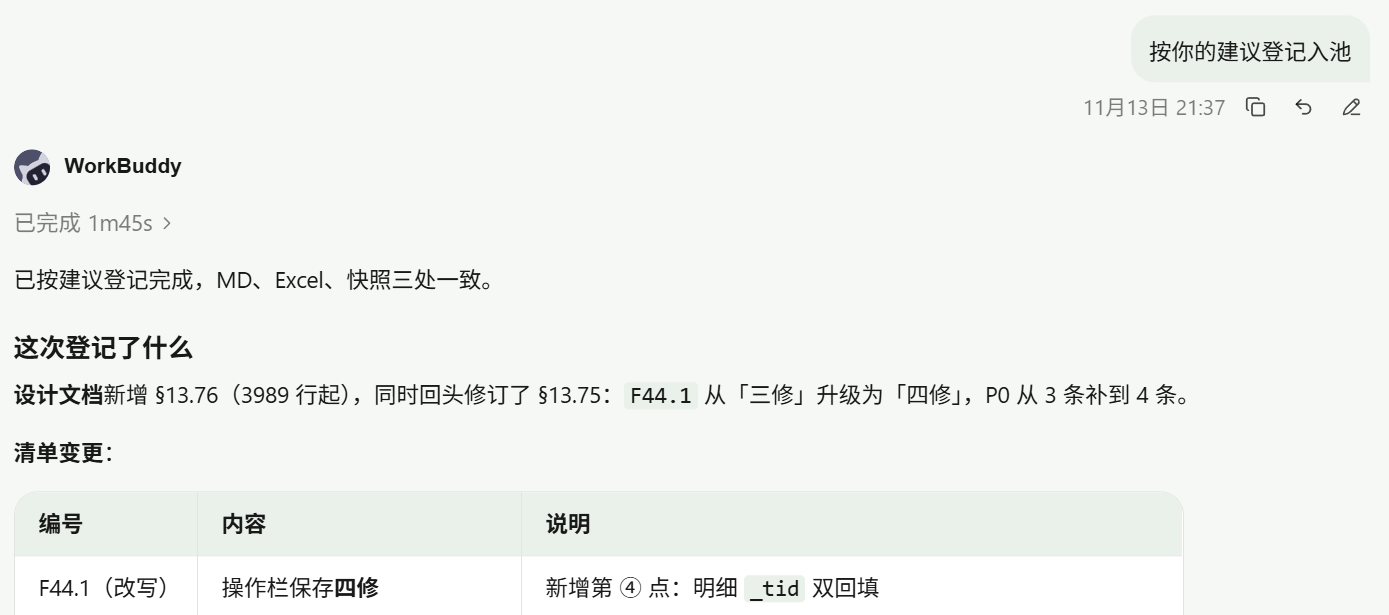 按你的建议登记入池
11月13日 21:37
WorkBuddy
已完成 1m45s >
已按建议登记完成，MD、Excel、快照三处一致。
这次登记了什么
设计文档新增 §13.76（3989 行起），同时回头修订了 §13.75：F44.1 从「三修」升级为「四修」，P0 从 3 条补到 4 条。
清单变更：
编号 内容 说明
F44.1（改写） 操作栏保存四修 新增第 ④ 点：明细 _tid 双回填